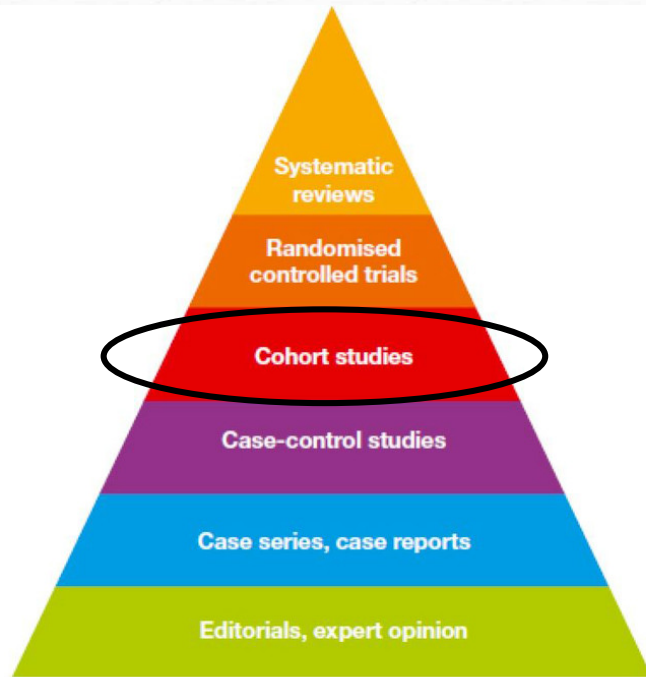 Systematic
reviews
Randomised
controlled trials
Cohort studies
Case-control studies
Case series, case reports
Editorials, expert opinion